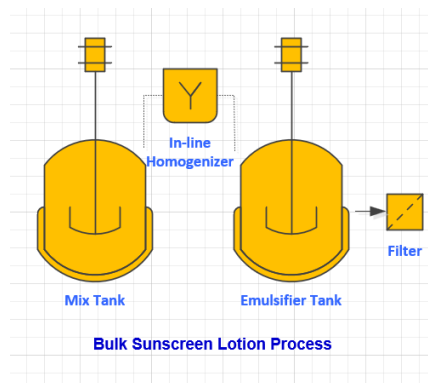 In-line
Homogenizer
Filter
Mix Tank
Emulsifier Tank
Bulk Sunscreen Lotion Process